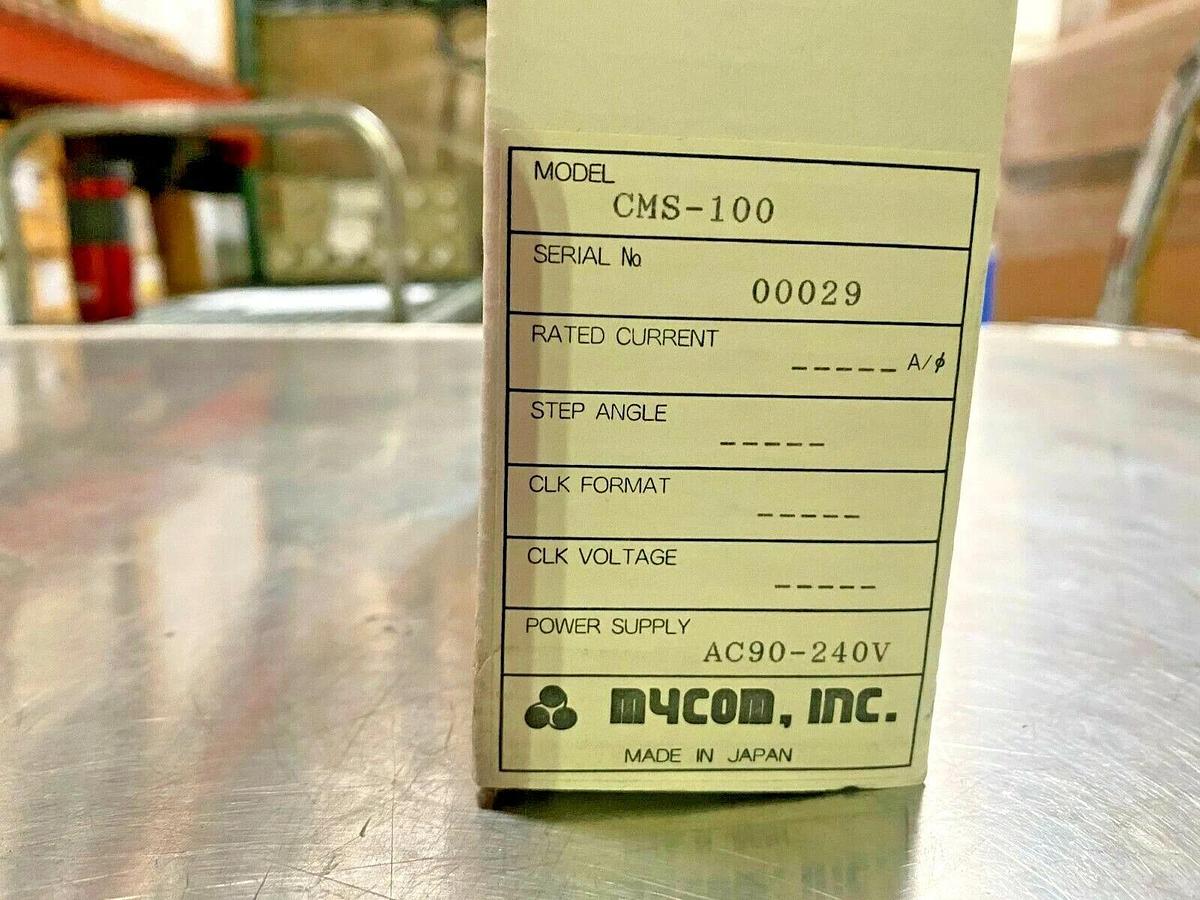 MODEL
CMS-100
SERIAL No
00029
RATED CURRENT
----- A/ϕ
STEP ANGLE
-----
CLK FORMAT
-----
CLK VOLTAGE
-----
POWER SUPPLY
AC90-240V
MYCOM, INC.
MADE IN JAPAN